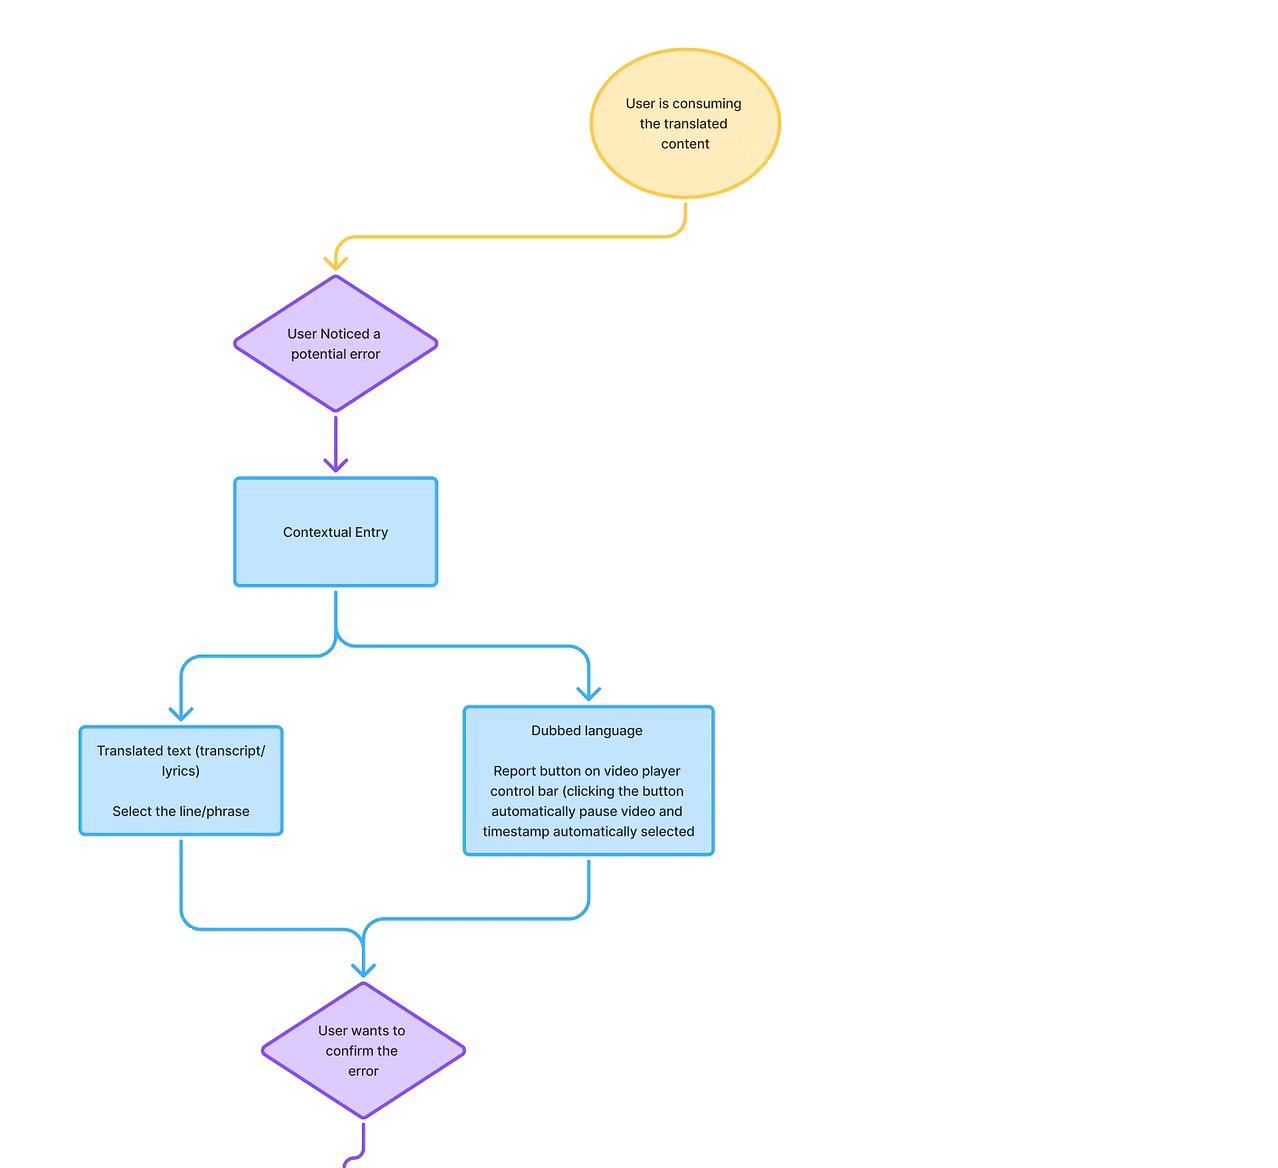 User is consuming
the translated
content
User Noticed a
potential error
Contextual Entry
Translated text (transcript/
lyrics)
Select the line/phrase
Dubbed language
Report button on video player
control bar (clicking the button
automatically pause video and
timestamp automatically selected
User wants to
confirm the
error